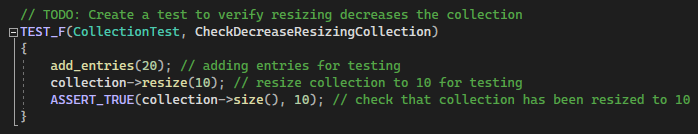 // TODO: Create a test to verify resizing decreases the collection
TEST_F(CollectionTest, CheckDecreaseResizingCollection)
{
add_entries(20); // adding entries for testing
collection->resize(10); // resize collection to 10 for testing
ASSERT_TRUE(collection->size(), 10); // check that collection has been resized to 10
}